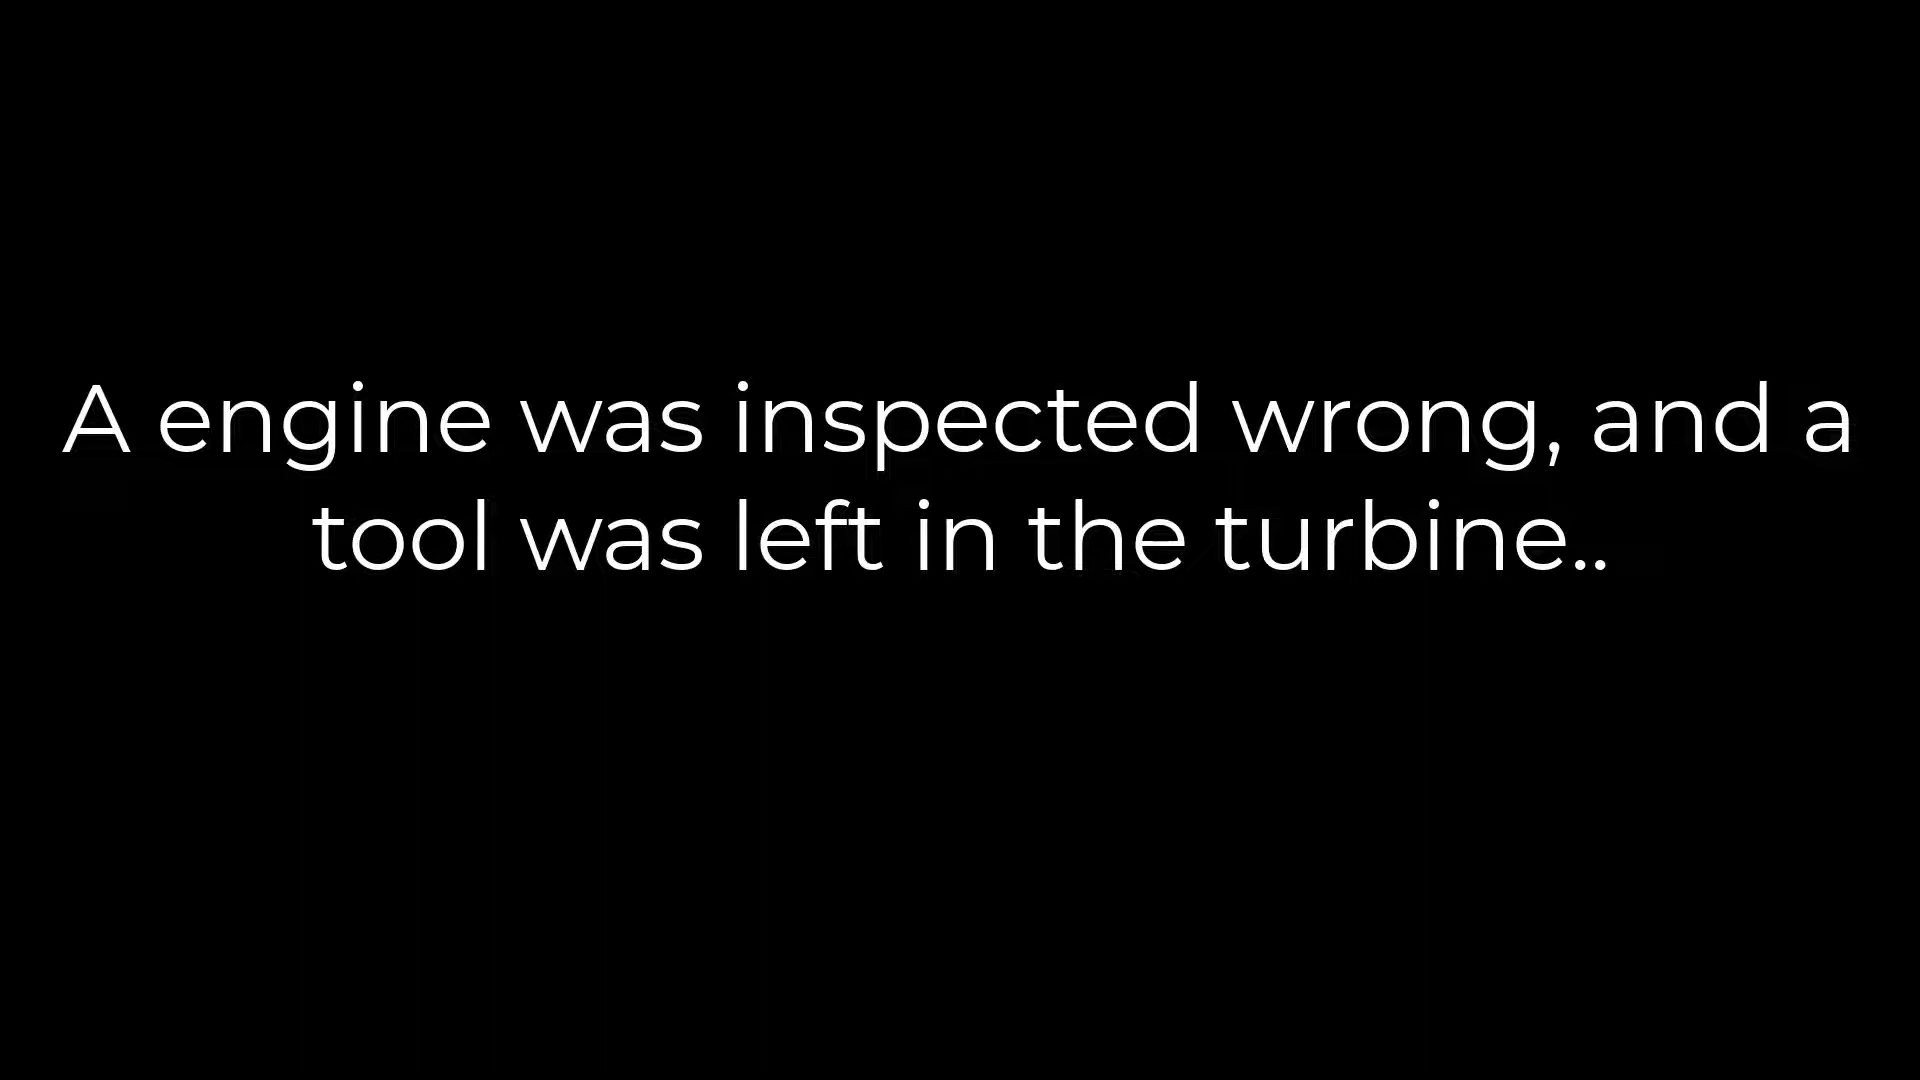 A engine was inspected wrong, and a
tool was left in the turbine..